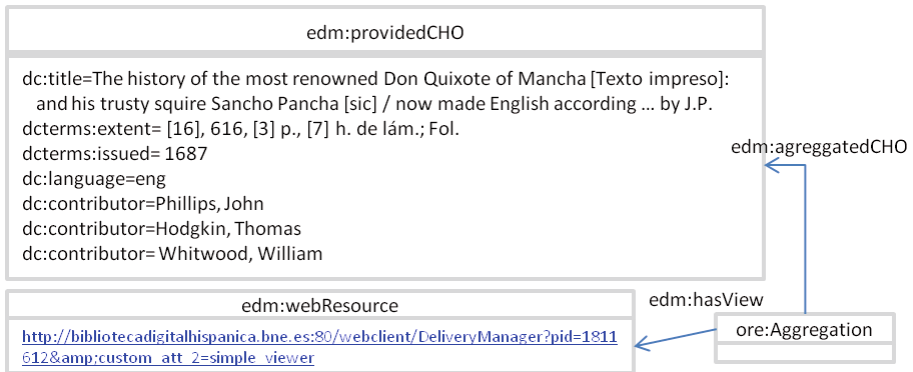 edm:providedCHO
dc:title=The history of the most renowned Don Quixote of Mancha [Texto impreso]:
and his trusty squire Sancho Pancha [sic] / now made English according ... by J.P.
dcterms:extent= [16], 616, [3] p., [7] h. de lám.; Fol.
dcterms:issued= 1687
dc:language=eng
dc:contributor=Phillips, John
dc:contributor=Hodgkin, Thomas
dc:contributor= Whitwood, William
edm:agreggatedCHO
edm:webResource
http://bibliotecadigitalhispanica.bne.es:80/webclient/DeliveryManager?pid=1811
612&amp;custom_att_2=simple_viewer
edm:hasView
ore:Aggregation